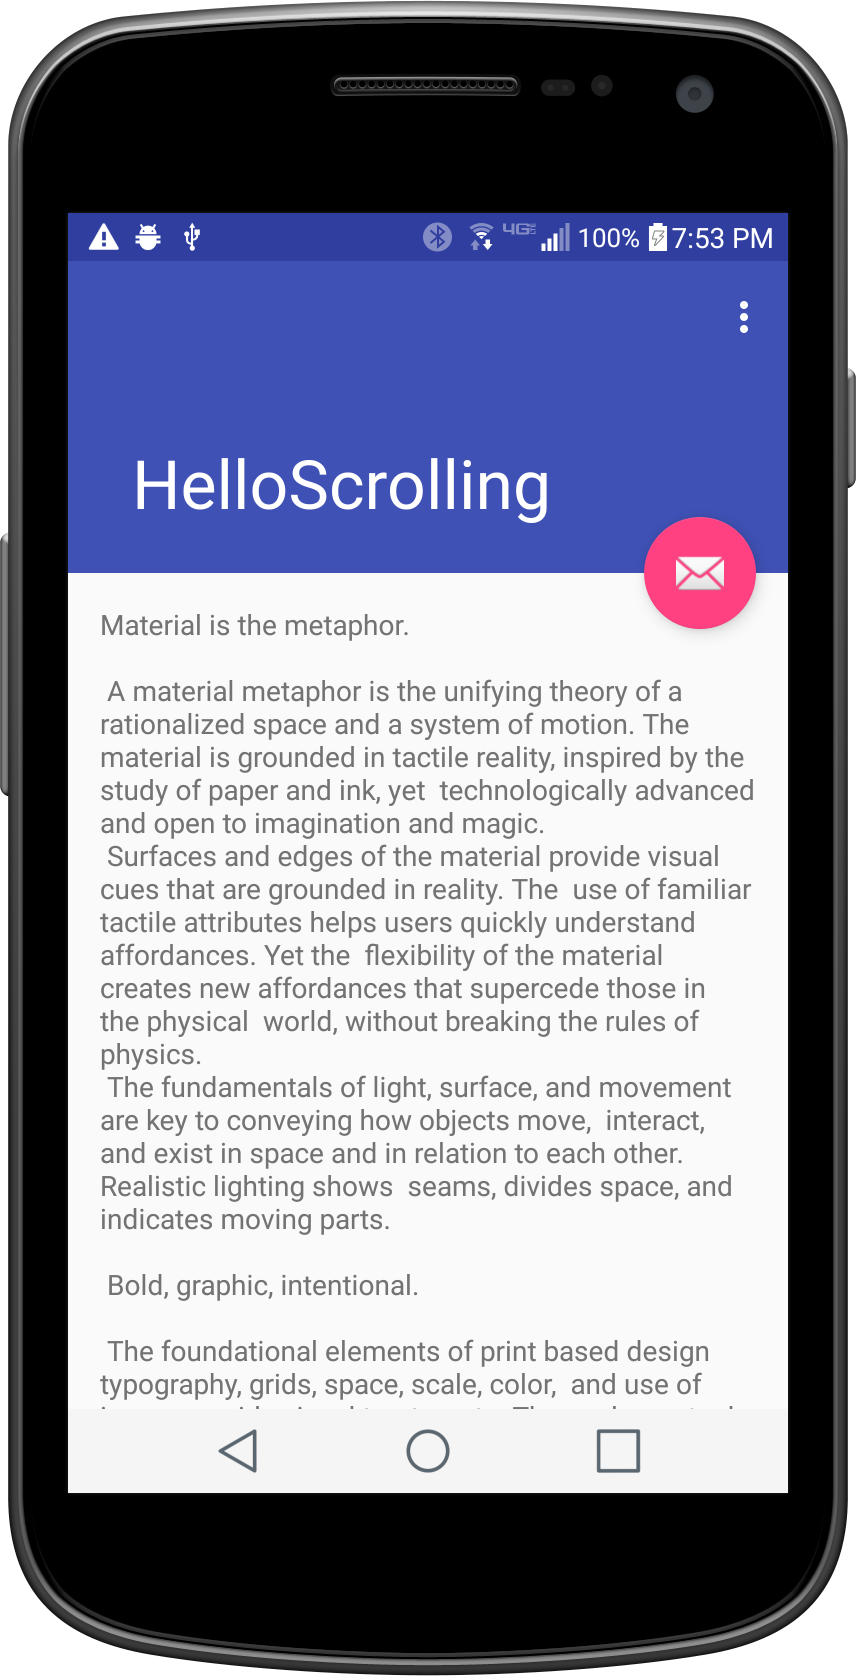 4G 100% 7:53 PM
HelloScrolling
Material is the metaphor.
A material metaphor is the unifying theory of a
rationalized space and a system of motion. The
material is grounded in tactile reality, inspired by the
study of paper and ink, yet  technologically advanced
and open to imagination and magic.
Surfaces and edges of the material provide visual
cues that are grounded in reality. The  use of familiar
tactile attributes helps users quickly understand
affordances. Yet the  flexibility of the material
creates new affordances that supercede those in
the physical  world, without breaking the rules of
physics.
The fundamentals of light, surface, and movement
are key to conveying how objects move,  interact,
and exist in space and in relation to each other.
Realistic lighting shows  seams, divides space, and
indicates moving parts.
Bold, graphic, intentional.
The foundational elements of print based design
typography, grids, space, scale, color,  and use of